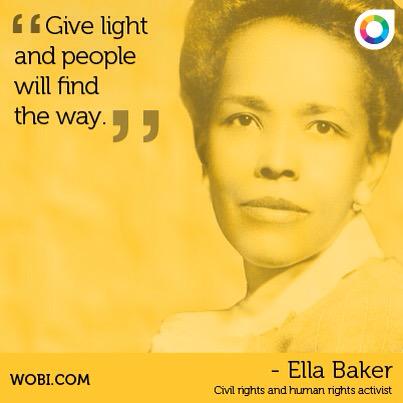 “Give light
and people
will find
the way.”
- Ella Baker
Civil rights and human rights activist
WOBI.COM